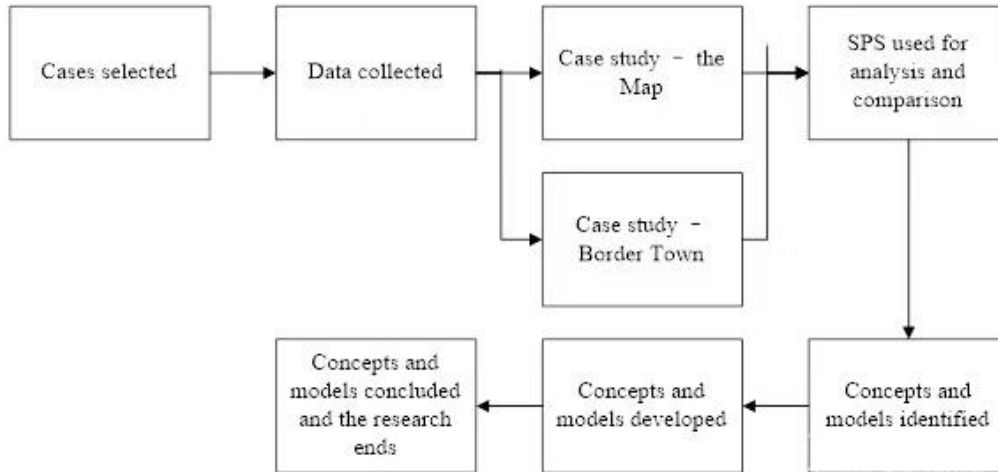 Cases selected
Data collected
Case study – the
Map
SPS used for
analysis and
comparison
Case study –
Border Town
Concepts and
models concluded
and the research
ends
Concepts and
models developed
Concepts and
models identified